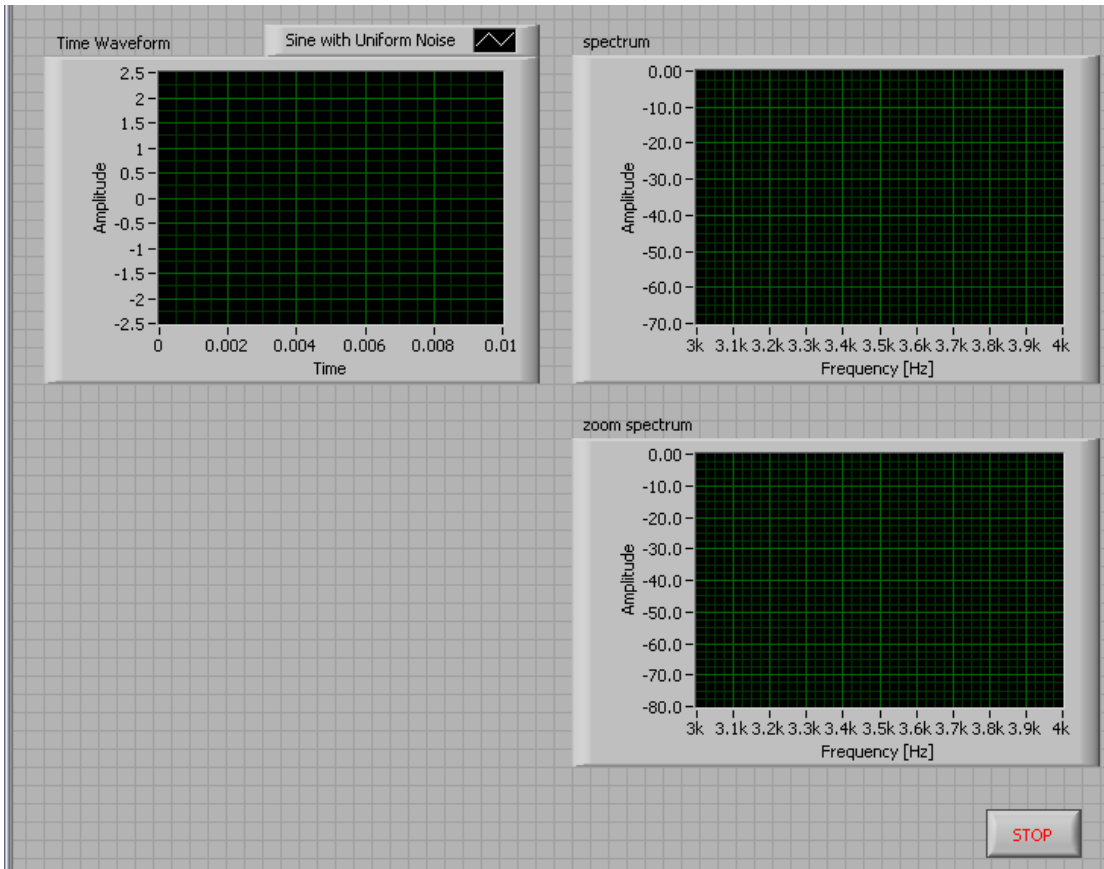 Time Waveform
Sine with Uniform Noise
2.5
2
1.5
1
0.5
0
-0.5
-1
-1.5
-2
-2.5
Amplitude
0 0.002 0.004 0.006 0.008 0.01
Time
spectrum
0.00
-10.0
-20.0
-30.0
-40.0
-50.0
-60.0
-70.0
Amplitude
3k 3.1k 3.2k 3.3k 3.4k 3.5k 3.6k 3.7k 3.8k 3.9k 4k
Frequency [Hz]
zoom spectrum
0.00
-10.0
-20.0
-30.0
-40.0
-50.0
-60.0
-70.0
-80.0
Amplitude
3k 3.1k 3.2k 3.3k 3.4k 3.5k 3.6k 3.7k 3.8k 3.9k 4k
Frequency [Hz]
STOP